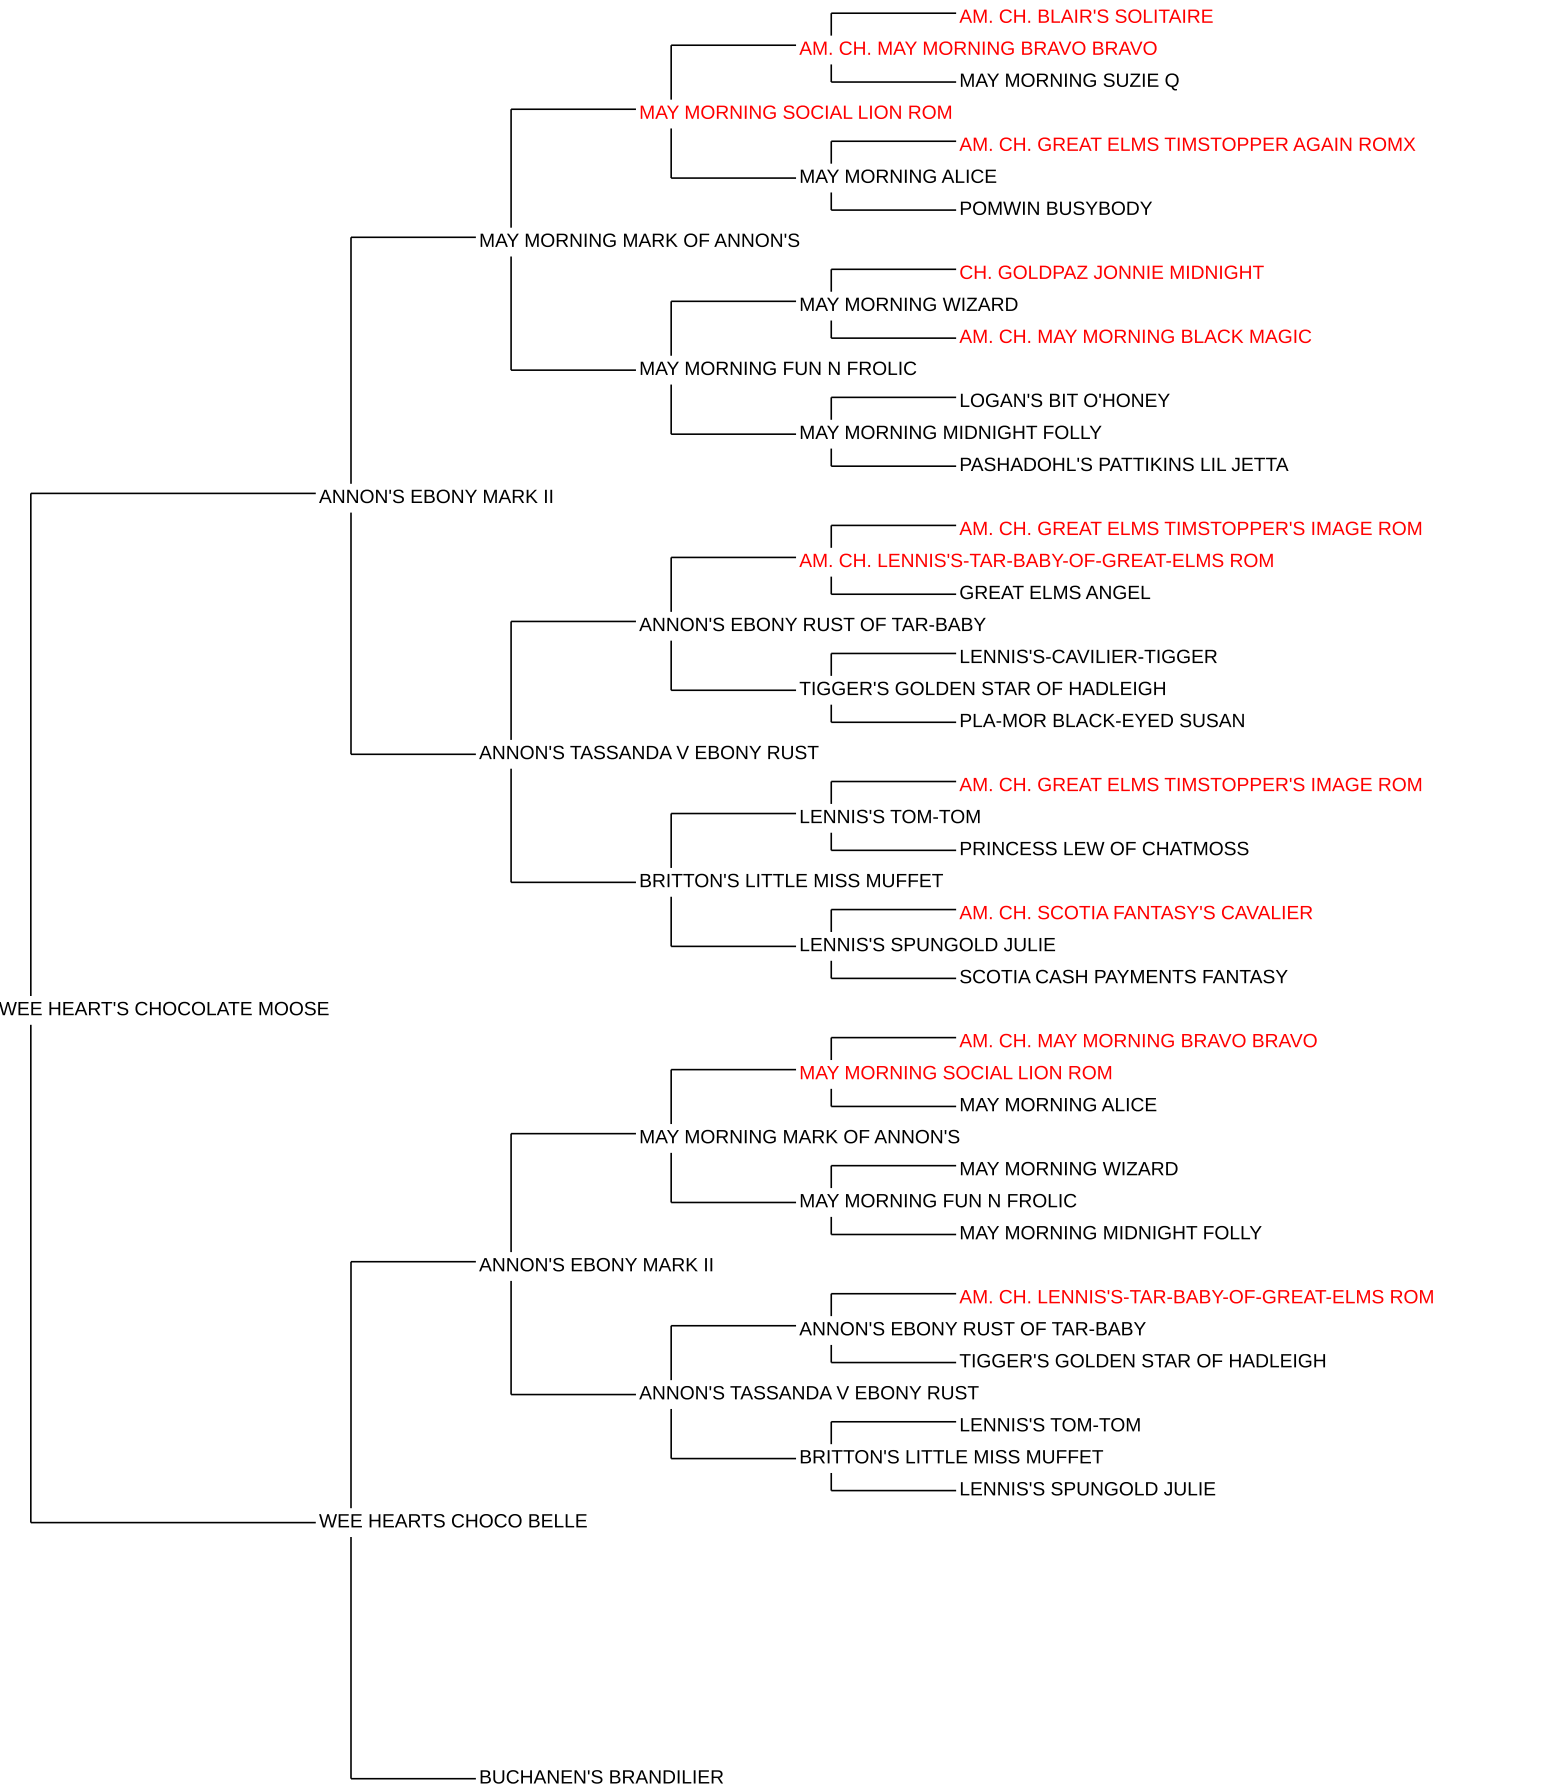 AM. CH. BLAIR'S SOLITAIRE
AM. CH. MAY MORNING BRAVO BRAVO
MAY MORNING SUZIE Q
MAY MORNING SOCIAL LION ROM
AM. CH. GREAT ELMS TIMSTOPPER AGAIN ROMX
MAY MORNING ALICE
POMWIN BUSYBODY
MAY MORNING MARK OF ANNON'S
CH. GOLDPAZ JONNIE MIDNIGHT
MAY MORNING WIZARD
AM. CH. MAY MORNING BLACK MAGIC
MAY MORNING FUN N FROLIC
LOGAN'S BIT O'HONEY
MAY MORNING MIDNIGHT FOLLY
PASHADOHL'S PATTIKINS LIL JETTA
ANNON'S EBONY MARK II
AM. CH. GREAT ELMS TIMSTOPPER'S IMAGE ROM
AM. CH. LENNIS'S-TAR-BABY-OF-GREAT-ELMS ROM
GREAT ELMS ANGEL
ANNON'S EBONY RUST OF TAR-BABY
LENNIS'S-CAVILIER-TIGGER
TIGGER'S GOLDEN STAR OF HADLEIGH
PLA-MOR BLACK-EYED SUSAN
ANNON'S TASSANDA V EBONY RUST
AM. CH. GREAT ELMS TIMSTOPPER'S IMAGE ROM
LENNIS'S TOM-TOM
PRINCESS LEW OF CHATMOSS
BRITTON'S LITTLE MISS MUFFET
AM. CH. SCOTIA FANTASY'S CAVALIER
LENNIS'S SPUNGOLD JULIE
SCOTIA CASH PAYMENTS FANTASY
WEE HEART'S CHOCOLATE MOOSE
AM. CH. MAY MORNING BRAVO BRAVO
MAY MORNING SOCIAL LION ROM
MAY MORNING ALICE
MAY MORNING MARK OF ANNON'S
MAY MORNING WIZARD
MAY MORNING FUN N FROLIC
MAY MORNING MIDNIGHT FOLLY
ANNON'S EBONY MARK II
AM. CH. LENNIS'S-TAR-BABY-OF-GREAT-ELMS ROM
ANNON'S EBONY RUST OF TAR-BABY
TIGGER'S GOLDEN STAR OF HADLEIGH
ANNON'S TASSANDA V EBONY RUST
LENNIS'S TOM-TOM
BRITTON'S LITTLE MISS MUFFET
LENNIS'S SPUNGOLD JULIE
WEE HEARTS CHOCO BELLE
BUCHANEN'S BRANDILIER